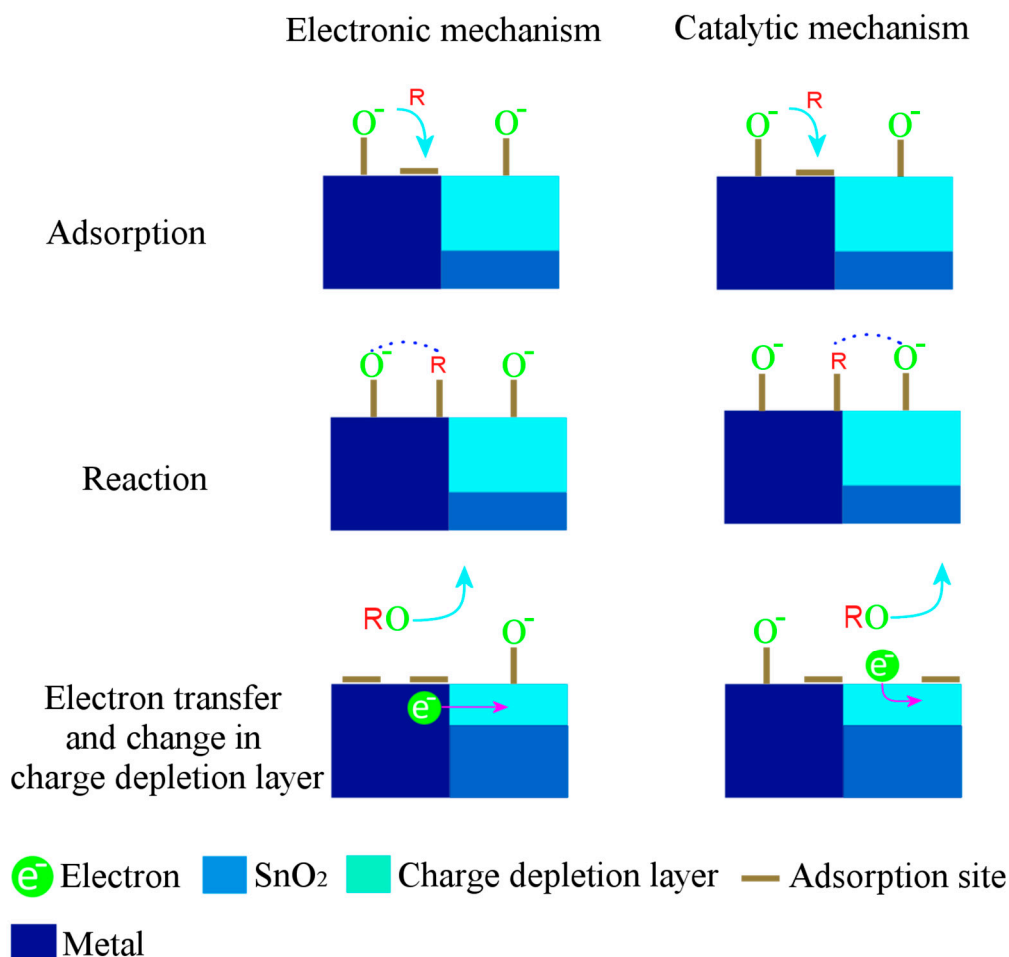 Electronic mechanism Catalytic mechanism
O⁻ R O⁻ O⁻ R O⁻
Adsorption
O⁻ R O⁻ O⁻ R O⁻
Reaction
RO O⁻ O⁻ RO
e⁻ e⁻
Electron transfer
and change in
charge depletion layer
e⁻ Electron SnO₂ Charge depletion layer Adsorption site
Metal